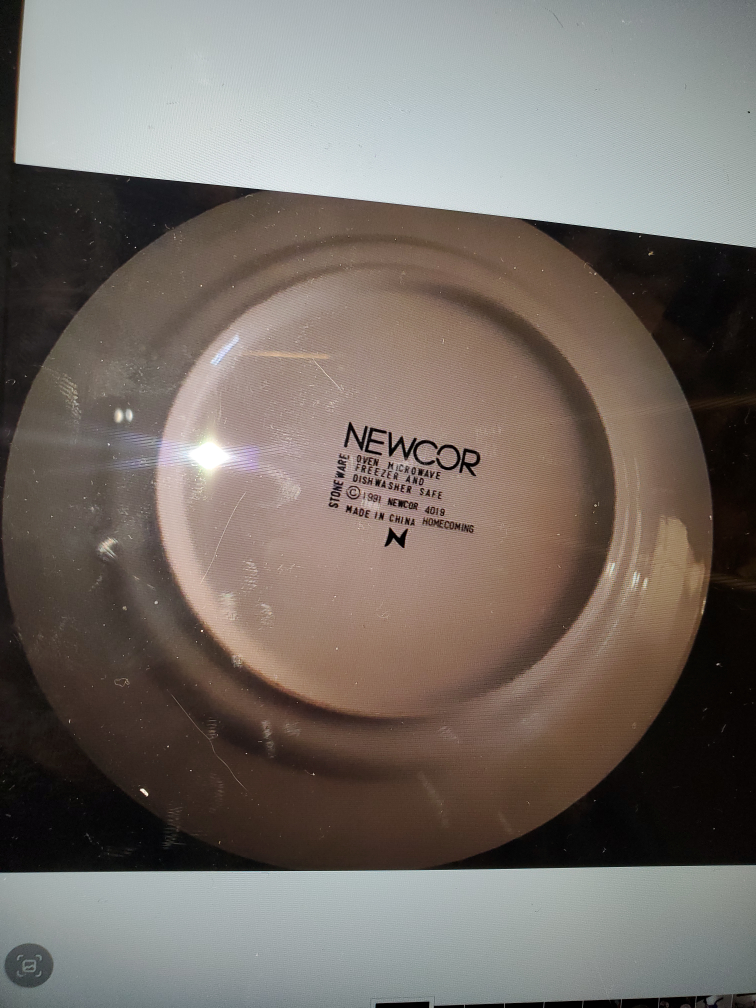 NEWCOR
STONEWARE
OVEN MICROWAVE
FREEZER AND
DISHWASHER SAFE
© 1991 NEWCOR 4019
MADE IN CHINA HOMECOMING
N